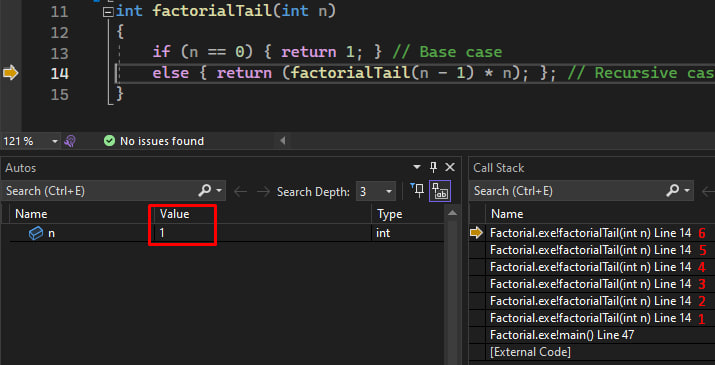 11 int factorialTail(int n)
12 {
13 if (n == 0) { return 1; } // Base case
14 else { return (factorialTail(n - 1) * n); }; // Recursive cas
15 }
121 %
No issues found
Autos
Search (Ctrl+E)
Search Depth: 3
Name Value Type
n 1 int
Call Stack
Search (Ctrl+E)
Name
Factorial.exe!factorialTail(int n) Line 14 6
Factorial.exe!factorialTail(int n) Line 14 5
Factorial.exe!factorialTail(int n) Line 14 4
Factorial.exe!factorialTail(int n) Line 14 3
Factorial.exe!factorialTail(int n) Line 14 2
Factorial.exe!factorialTail(int n) Line 14 1
Factorial.exe!main() Line 47
[External Code]